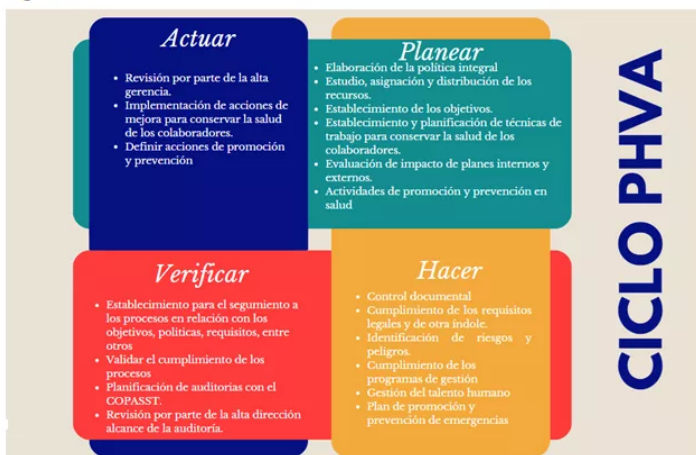 Actuar
• Revisión por parte de la alta
gerencia.
• Implementación de acciones de
mejora para conservar la salud
de los colaboradores.
• Definir acciones de promoción
y prevención
Planear
• Elaboración de la política integral
• Estudio, asignación y distribución de los
recursos.
• Establecimiento de los objetivos.
• Establecimiento y planificación de técnicas de
trabajo para conservar la salud de los
colaboradores.
• Evaluación de impacto de planes internos y
externos.
• Actividades de promoción y prevención en
salud
Verificar
• Establecimiento para el segumiento a
los procesos en relación con los
objetivos, politicas, requisitos, entre
otros
• Validar el cumplimiento de los
procesos
• Planificación de auditorias con el
COPASST.
• Revisión por parte de la alta dirección
alcance de la auditoría.
Hacer
• Control documental
• Cumplimiento de los requisitos
legales y de otra índole.
• Identificación de riesgos y
peligros.
• Cumplimiento de los
programas de gestión
• Gestión del talento humano
• Plan de promoción y
prevención de emergencias
CICLO PHVA